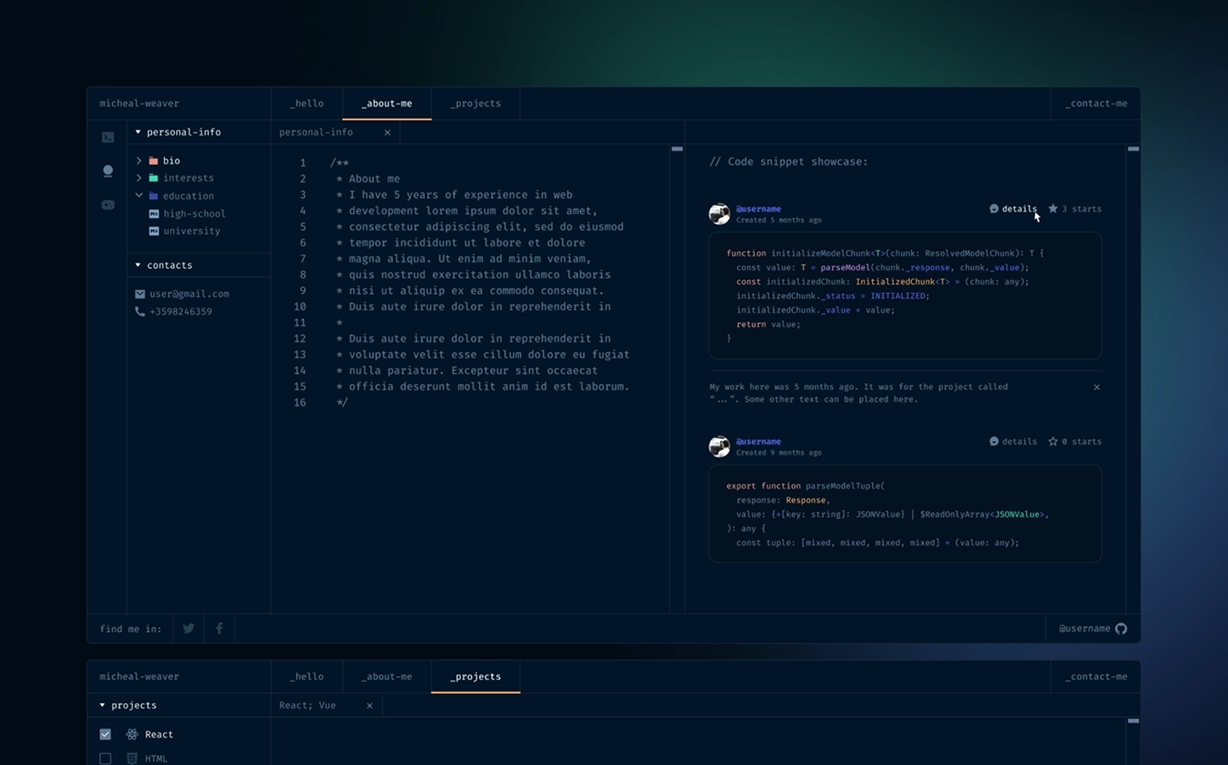 micheal-weaver
_hello
_about-me
_projects
_contact-me
personal-info
bio
interests
education
high-school
university
contacts
user@gmail.com
+3598246359
personal-info
1 /**
2 * About me
3 * I have 5 years of experience in web
4 * development lorem ipsum dolor sit amet,
5 * consectetur adipiscing elit, sed do eiusmod
6 * tempor incididunt ut labore et dolore
7 * magna aliqua. Ut enim ad minim veniam,
8 * quis nostrud exercitation ullamco laboris
9 * nisi ut aliquip ex ea commodo consequat.
10 * Duis aute irure dolor in reprehenderit in
11 *
12 * Duis aute irure dolor in reprehenderit in
13 * voluptate velit esse cillum dolore eu fugiat
14 * nulla pariatur. Excepteur sint occaecat
15 * officia deserunt mollit anim id est laborum.
16 */
// Code snippet showcase:
@username
Created 5 months ago
details
3 starts
function initializeModelChunk<T>(chunk: ResolvedModelChunk): T {
const value: T = parseModel(chunk._response, chunk._value);
const initializedChunk: InitializedChunk<T> = (chunk: any);
initializedChunk._status = INITIALIZED;
initializedChunk._value = value;
return value;
}
My work here was 5 months ago. It was for the project called
“...”. Some other text can be placed here.
@username
Created 9 months ago
details
0 starts
export function parseModelTuple(
response: Response,
value: {+[key: string]: JSONValue} | $ReadOnlyArray<JSONValue>,
): any {
const tuple: [mixed, mixed, mixed, mixed] = (value: any);
find me in:
@username
micheal-weaver
_hello
_about-me
_projects
_contact-me
projects
React; Vue
React
HTML